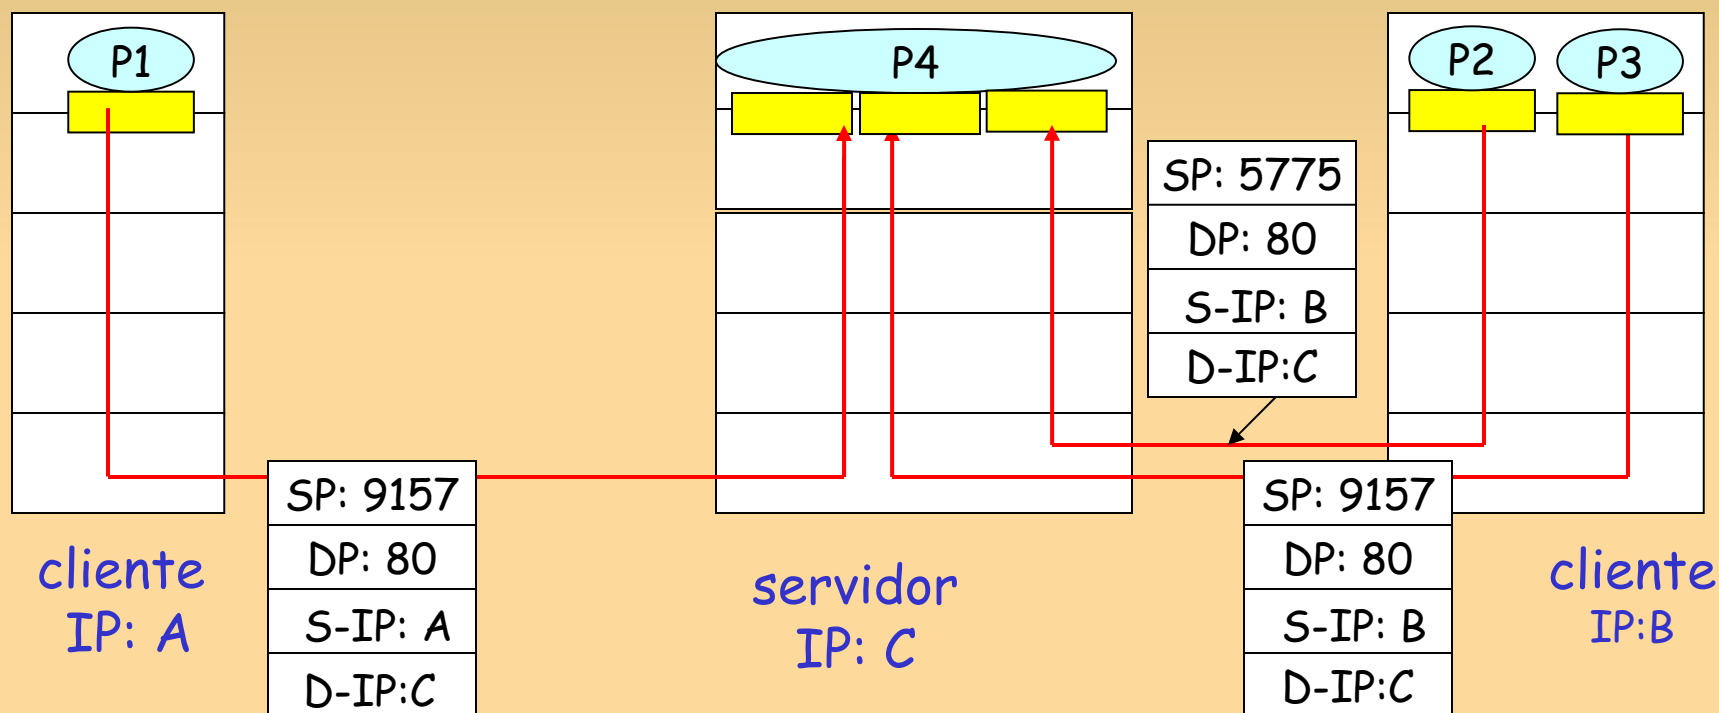 P1
P4
P2
P3
SP: 5775
DP: 80
S-IP: B
D-IP:C
SP: 9157
DP: 80
S-IP: A
D-IP:C
SP: 9157
DP: 80
S-IP: B
D-IP:C
cliente
IP: A
servidor
IP: C
cliente
IP:B